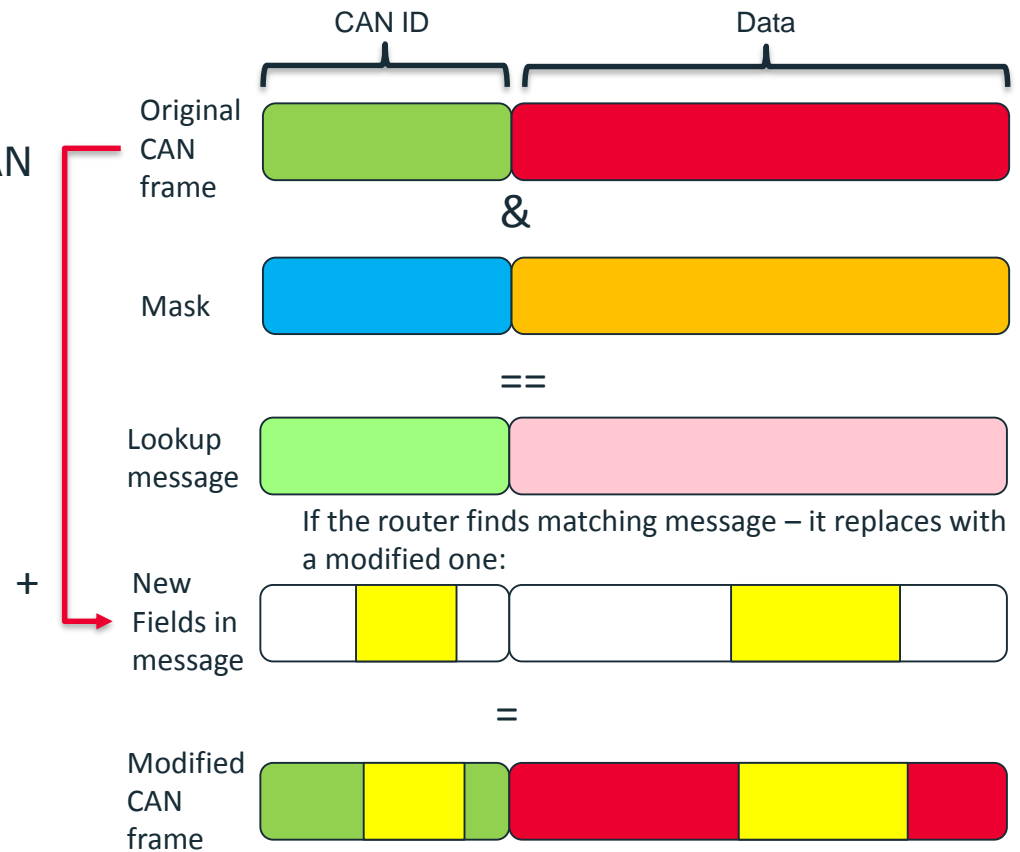 CAN ID
Data
Original
CAN
frame
&
Mask
==
Lookup
message
If the router finds matching message – it replaces with
a modified one:
+
New
Fields in
message
=
Modified
CAN
frame